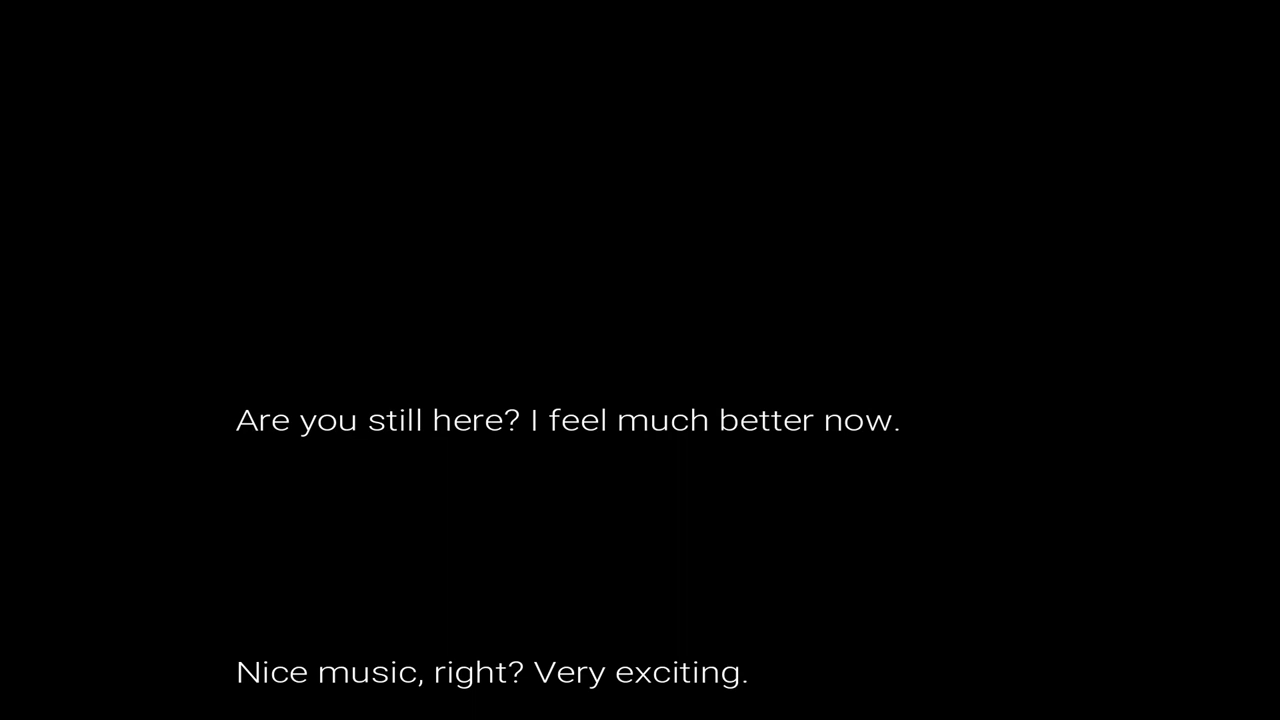 Are you still here? I feel much better now.
Nice music, right? Very exciting.